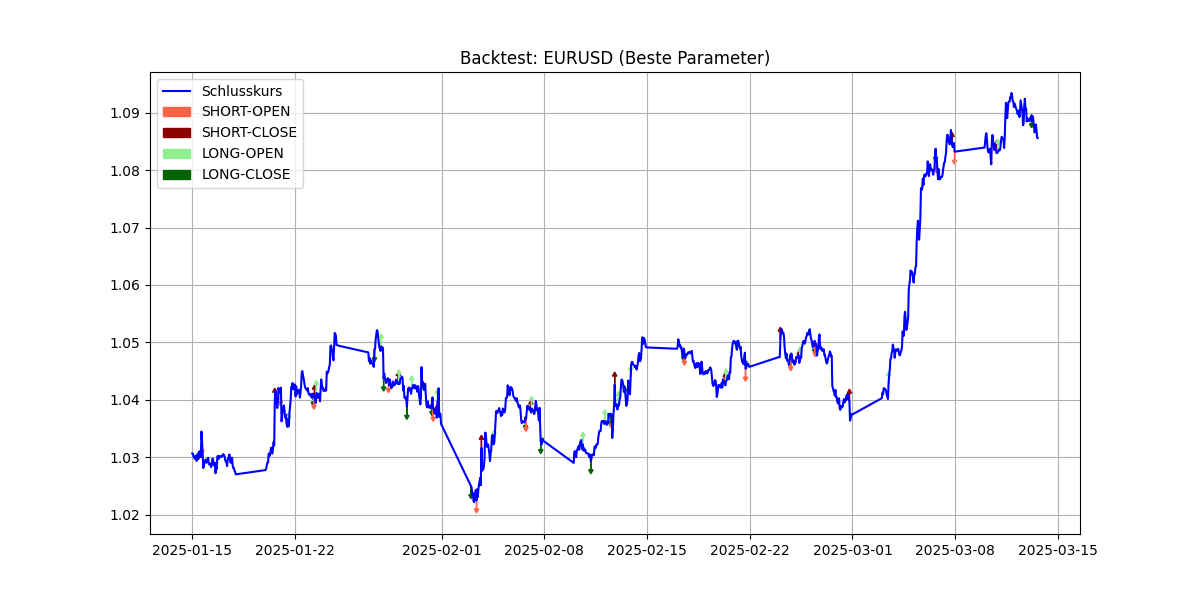 Backtest: EURUSD (Beste Parameter)
Schlusskurs
SHORT-OPEN
SHORT-CLOSE
LONG-OPEN
LONG-CLOSE
1.09
1.08
1.07
1.06
1.05
1.04
1.03
1.02
2025-01-15 2025-01-22 2025-02-01 2025-02-08 2025-02-15 2025-02-22 2025-03-01 2025-03-08 2025-03-15